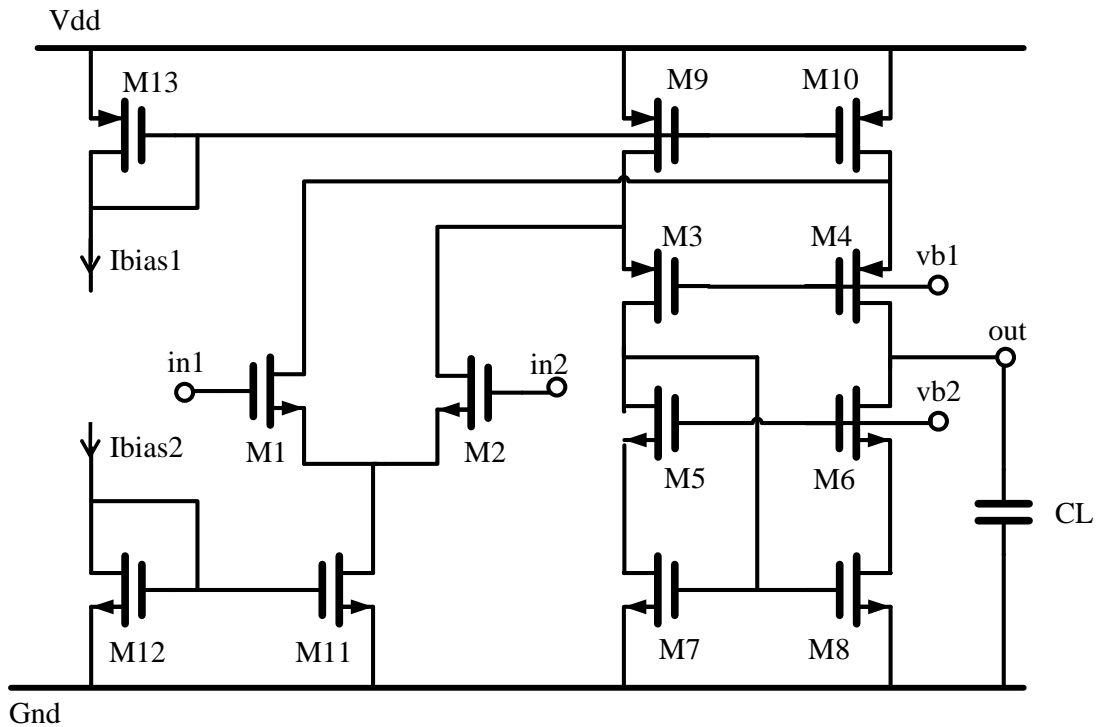 Vdd
M13
M9
M10
Ibias1
M3
M4
vb1
out
in1
in2
vb2
Ibias2
M1
M2
M5
M6
CL
M12
M11
M7
M8
Gnd